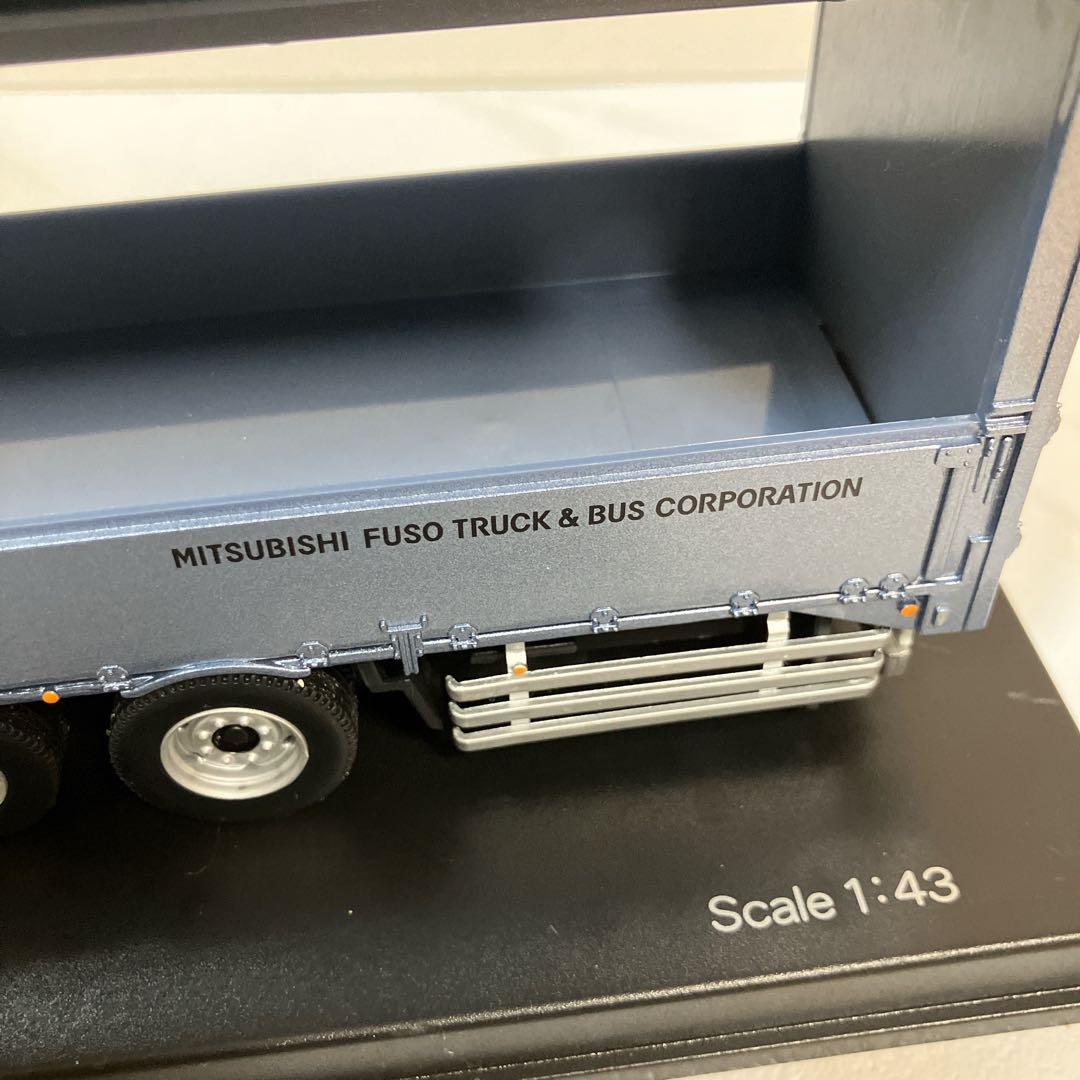 MITSUBISHI FUSO TRUCK & BUS CORPORATION
Scale 1:43